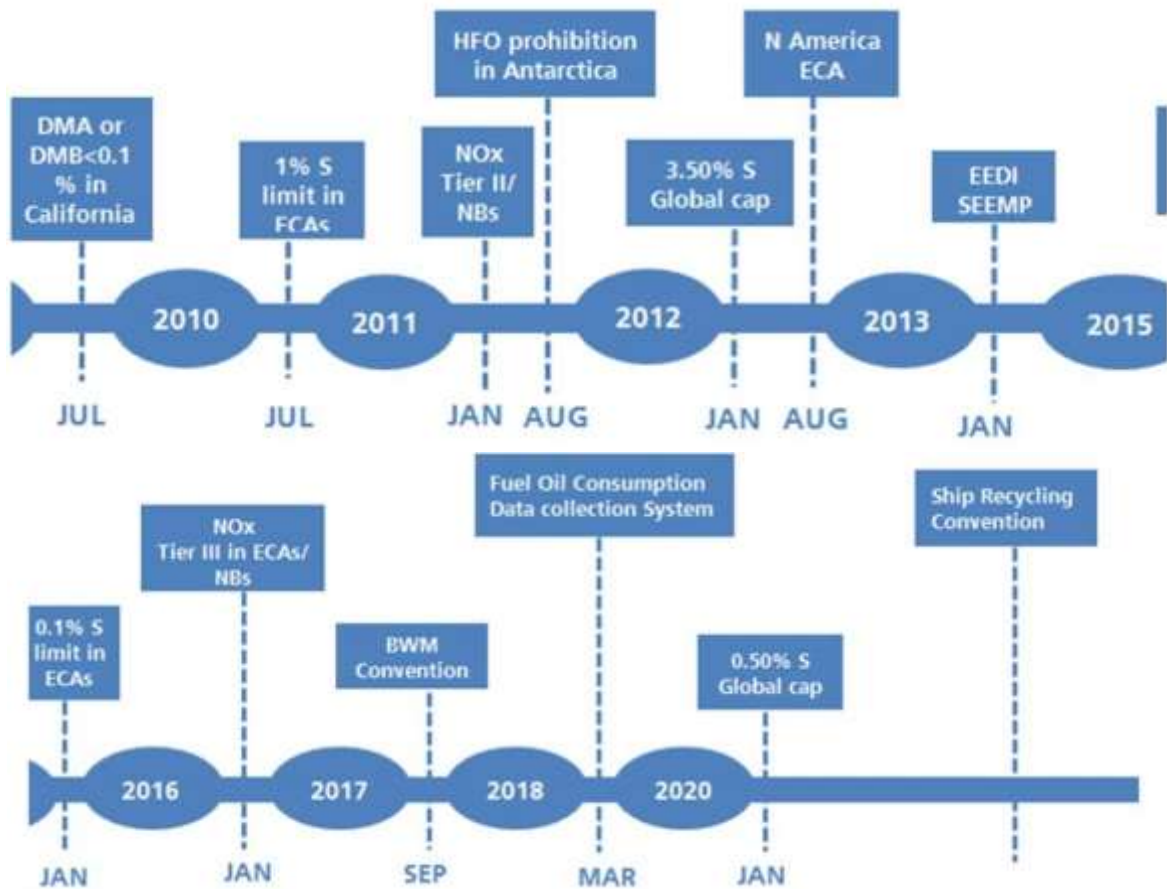 HFO prohibition
in Antarctica
N America
ECA
DMA or
DMB<0.1
% in
California
1% S
limit in
ECAs
NOx
Tier II/
NBs
3.50% S
Global cap
EEDI
SEEMP
2010
2011
2012
2013
2015
JUL
JUL
JAN
AUG
JAN
AUG
JAN
Fuel Oil Consumption
Data collection System
Ship Recycling
Convention
NOx
Tier III in ECAs/
NBs
0.1% S
limit in
ECAs
BWM
Convention
0.50% S
Global cap
2016
2017
2018
2020
JAN
JAN
SEP
MAR
JAN